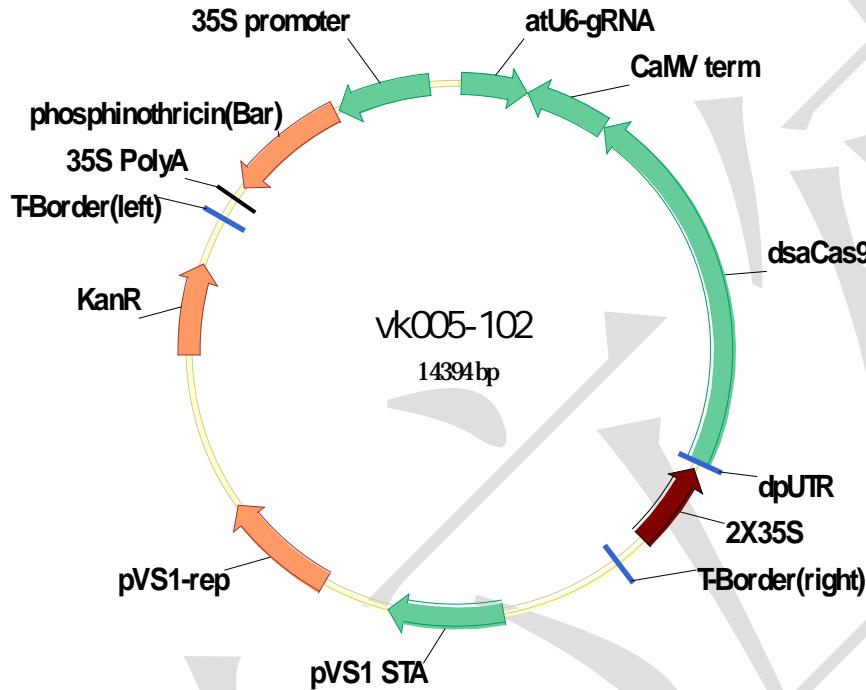 35S promoter
atU6-gRNA
CaMV term
phosphinothricin(Bar)
35S PolyA
T-Border(left)
dsaCas9
KanR
vk005-102
14394bp
dpUTR
2X35S
T-Border(right)
pVS1-rep
pVS1 STA